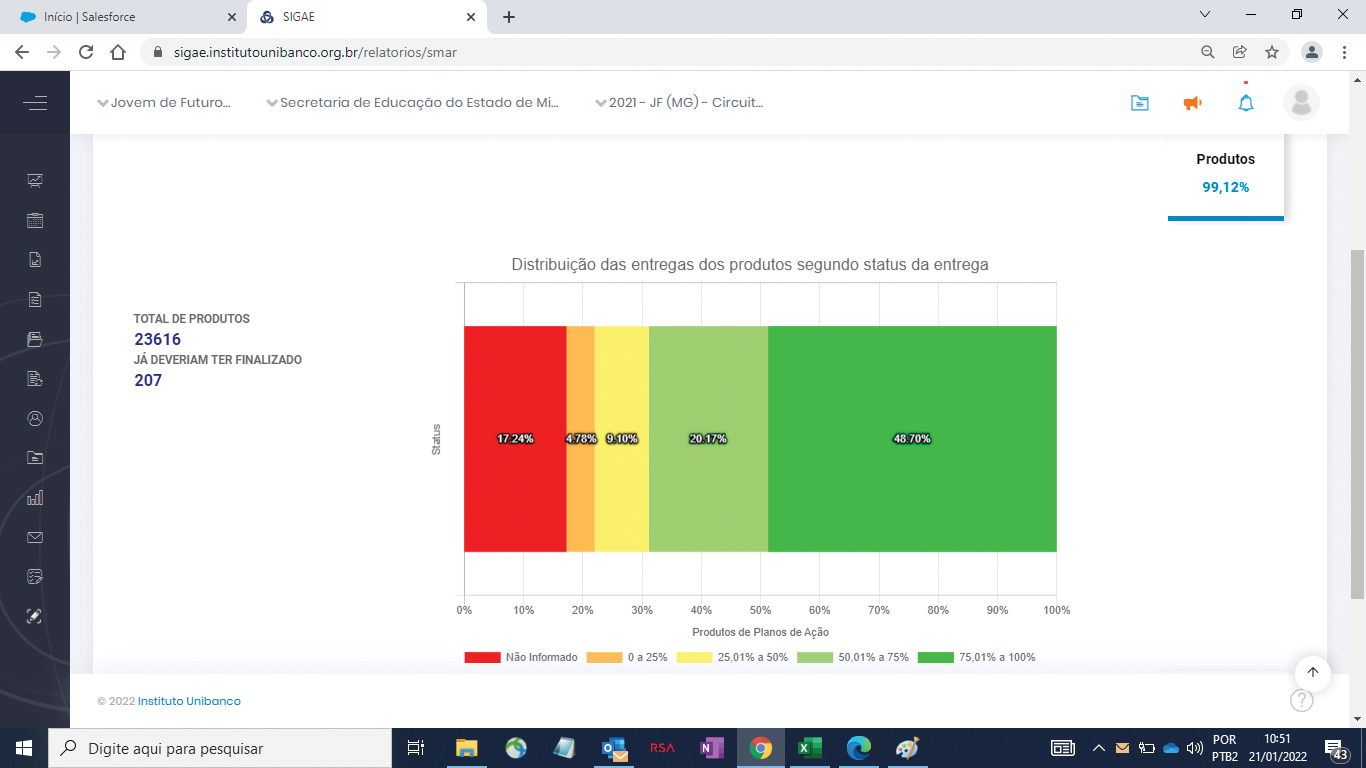 Início | Salesforce
SIGAE
sigae.institutounibanco.org.br/relatorios/smar
Jovem de Futuro...
Secretaria de Educação do Estado de Mi...
2021 - JF (MG) - Circuit...
Produtos
99,12%
Distribuição das entregas dos produtos segundo status da entrega
TOTAL DE PRODUTOS
23616
JÁ DEVERIAM TER FINALIZADO
207
Status
17.24%
4.78%
9.10%
20.17%
48.70%
0%
10%
20%
30%
40%
50%
60%
70%
80%
90%
100%
Produtos de Planos de Ação
Não Informado
0 a 25%
25,01% a 50%
50,01% a 75%
75,01% a 100%
© 2022 Instituto Unibanco
?
Digite aqui para pesquisar
RSA
POR
PTB2
10:51
21/01/2022
43